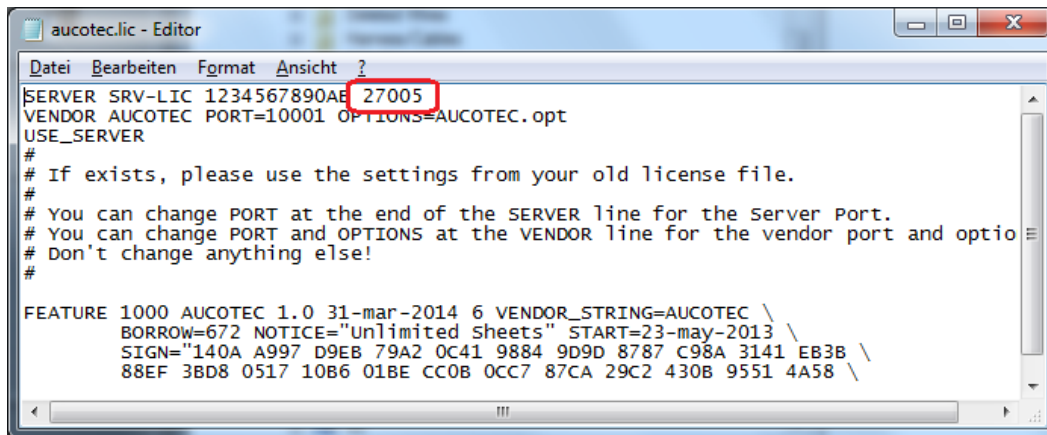 aucotec.lic - Editor
Datei Bearbeiten Format Ansicht ?
SERVER SRV-LIC 1234567890AB 27005
VENDOR AUCOTEC PORT=10001 OPTIONS=AUCOTEC.opt
USE_SERVER
#
# If exists, please use the settings from your old license file.
#
# You can change PORT at the end of the SERVER line for the Server Port.
# You can change PORT and OPTIONS at the VENDOR line for the vendor port and optio
# Don't change anything else!
#
FEATURE 1000 AUCOTEC 1.0 31-mar-2014 6 VENDOR_STRING=AUCOTEC \
BORROW=672 NOTICE="Unlimited Sheets" START=23-may-2013 \
SIGN="140A A997 D9EB 79A2 0C41 9884 9D9D 8787 C98A 3141 EB3B \
88EF 3BD8 0517 10B6 01BE CC0B 0CC7 87CA 29C2 430B 9551 4A58 \